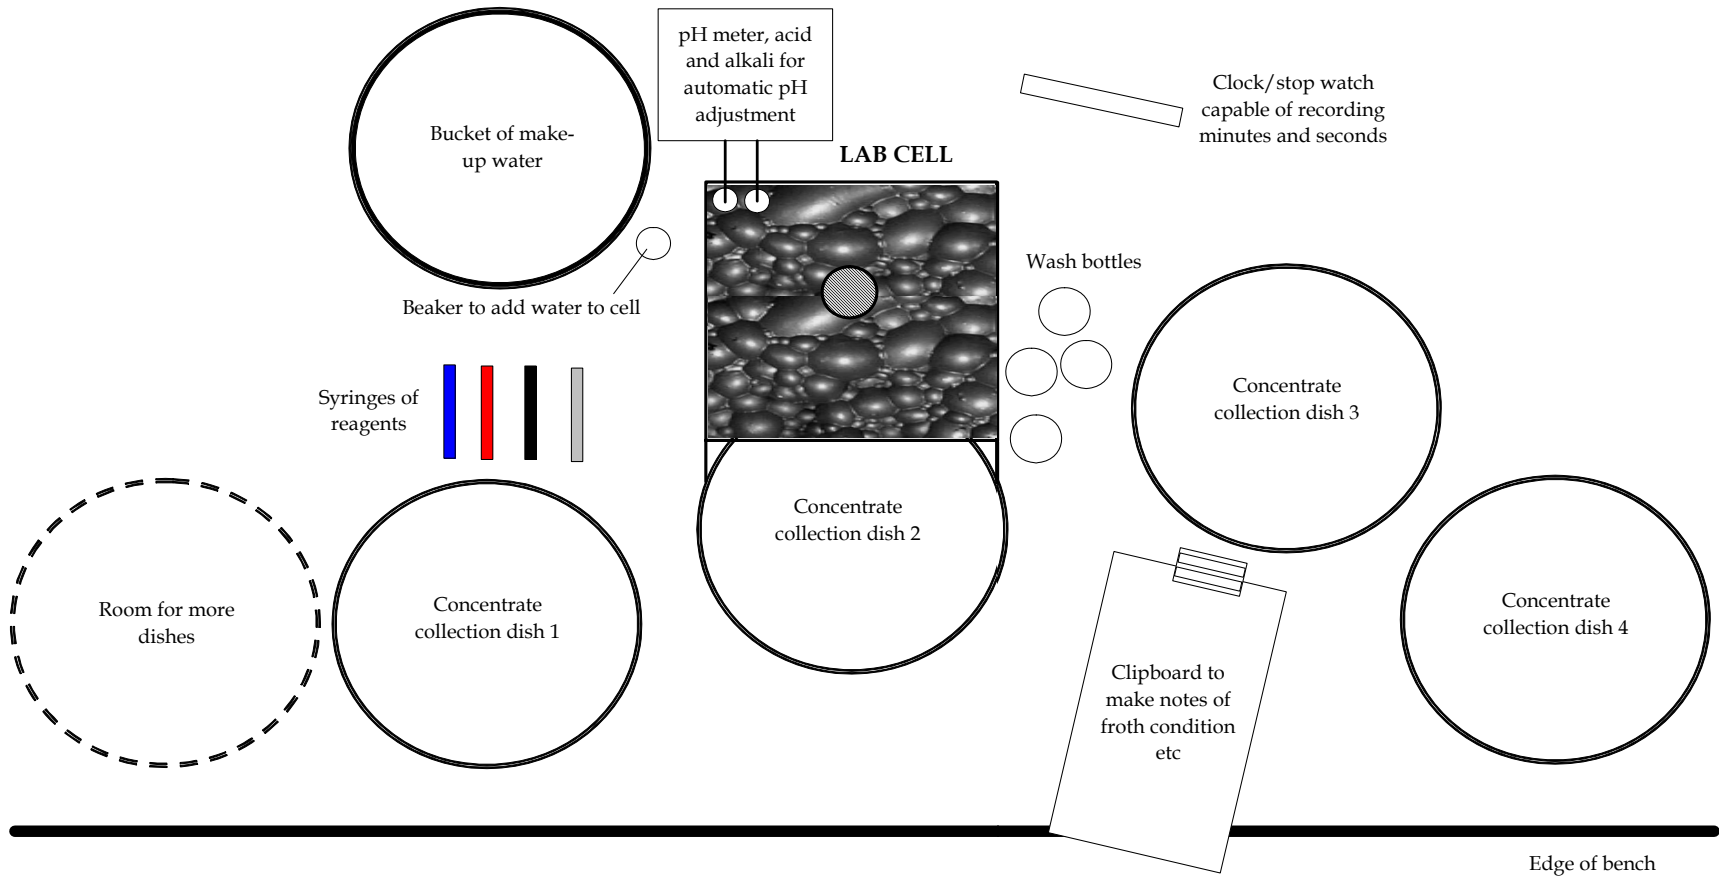 pH meter, acid
and alkali for
automatic pH
adjustment
Clock/stop watch
capable of recording
minutes and seconds
Bucket of make-
up water
LAB CELL
Wash bottles
Beaker to add water to cell
Syringes of
reagents
Concentrate
collection dish 3
Concentrate
collection dish 2
Room for more
dishes
Concentrate
collection dish 1
Concentrate
collection dish 4
Clipboard to
make notes of
froth condition
etc
Edge of bench